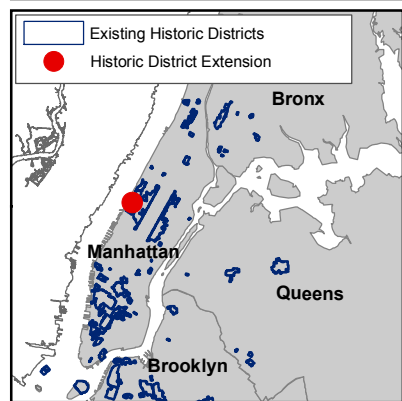 Existing Historic Districts
Historic District Extension
Bronx
Manhattan
Queens
Brooklyn